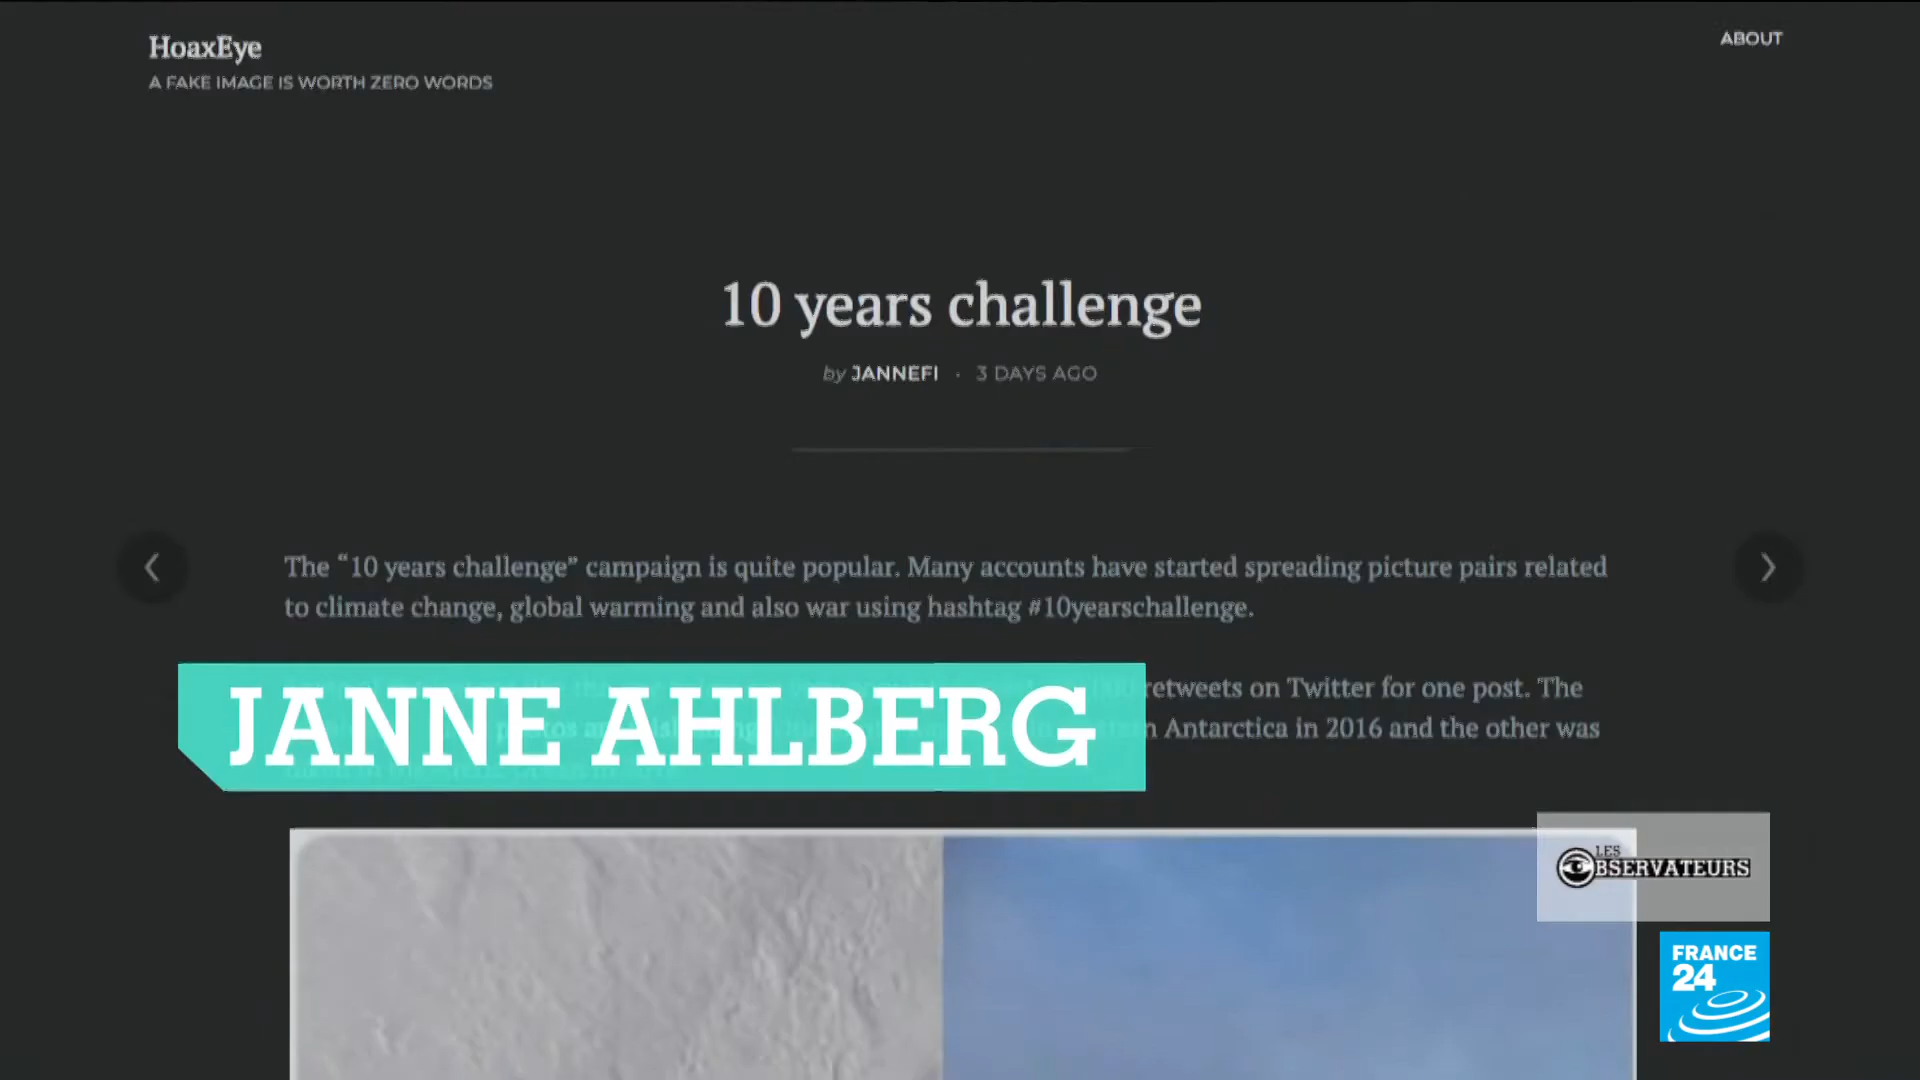 HoaxEye
ABOUT
A FAKE IMAGE IS WORTH ZERO WORDS
10 years challenge
by JANNEFI · 3 DAYS AGO
The “10 years challenge” campaign is quite popular. Many accounts have started spreading picture pairs related
to climate change, global warming and also war using hashtag #10yearschallenge.
retweets on Twitter for one post. The
Antarctica in 2016 and the other was
JANNE AHLBERG
LES
OBSERVATEURS
FRANCE
24